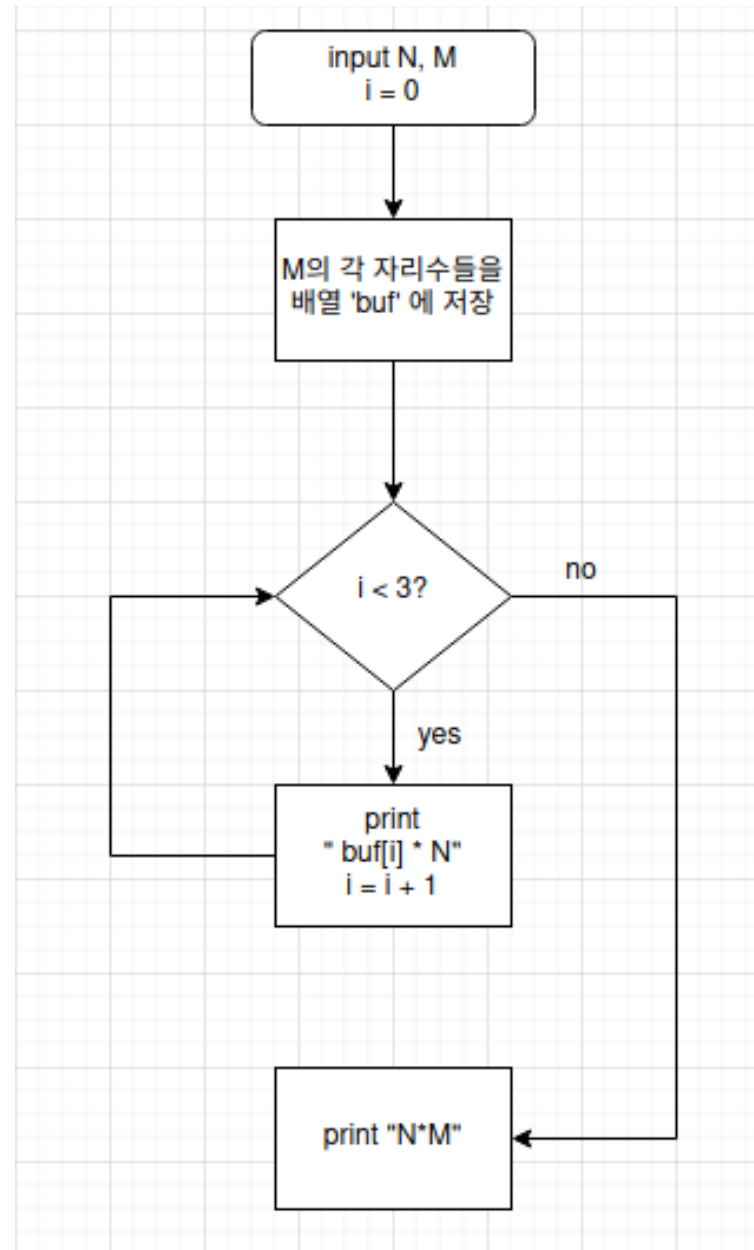 input N, M
i = 0
M의 각 자리수들을
배열 'buf' 에 저장
i < 3?
no
yes
print
" buf[i] * N"
i = i + 1
print "N*M"